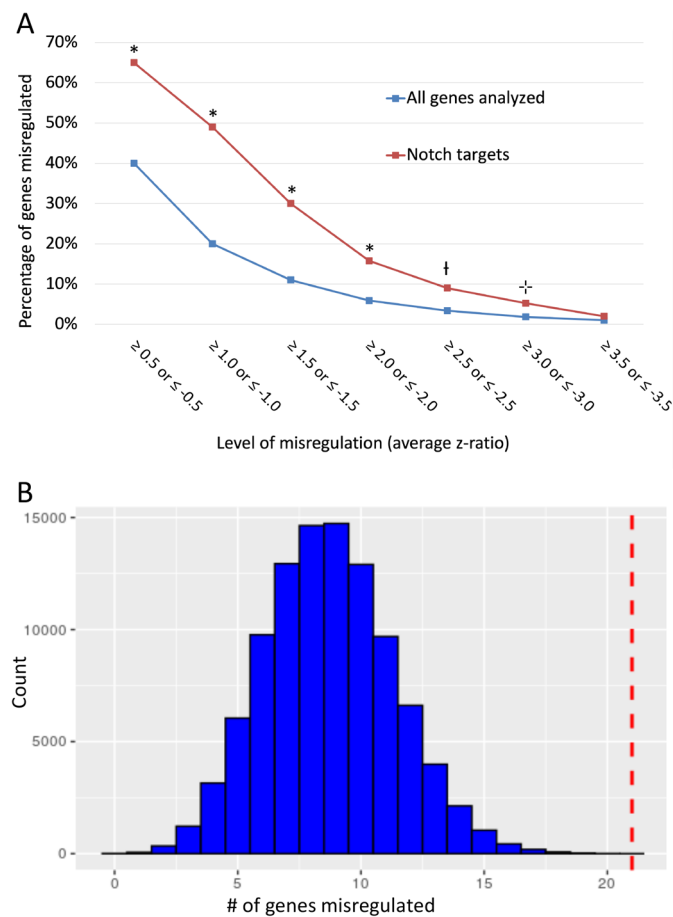 A
70%
60%
50%
40%
30%
20%
10%
0%
Percentage of genes misregulated
All genes analyzed
Notch targets
*
*
*
*
ƚ
-¦-
≥ 0.5 or ≤ -0.5
≥ 1.0 or ≤ -1.0
≥ 1.5 or ≤ -1.5
≥ 2.0 or ≤ -2.0
≥ 2.5 or ≤ -2.5
≥ 3.0 or ≤ -3.0
≥ 3.5 or ≤ -3.5
Level of misregulation (average z-ratio)
B
15000
10000
5000
0
Count
0 5 10 15 20
# of genes misregulated